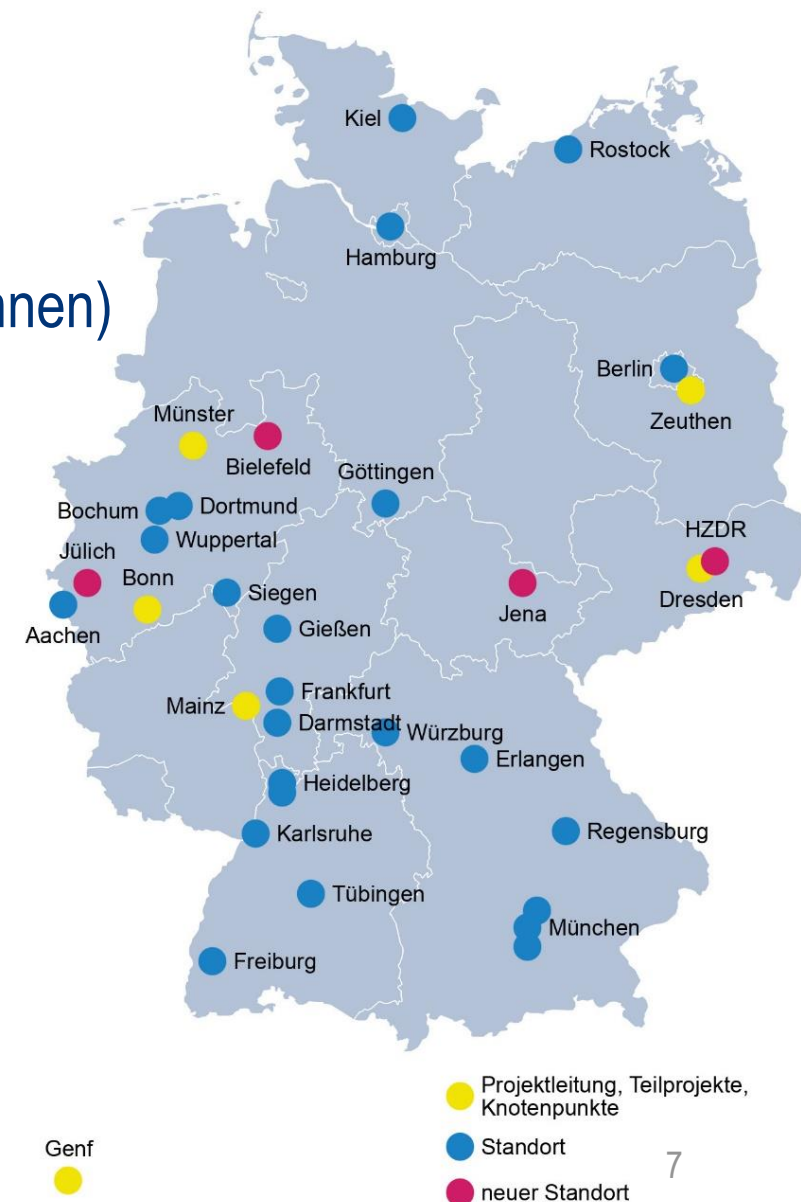 Kiel
Rostock
Hamburg
nnen)
Berlin
Zeuthen
Münster
Bielefeld
Göttingen
Bochum
Dortmund
Wuppertal
HZDR
Jülich
Bonn
Siegen
Dresden
Jena
Aachen
Gießen
Frankfurt
Mainz
Darmstadt
Würzburg
Erlangen
Heidelberg
Karlsruhe
Regensburg
Tübingen
München
Freiburg
Projektleitung, Teilprojekte,
Knotenpunkte
Genf
Standort
7
neuer Standort